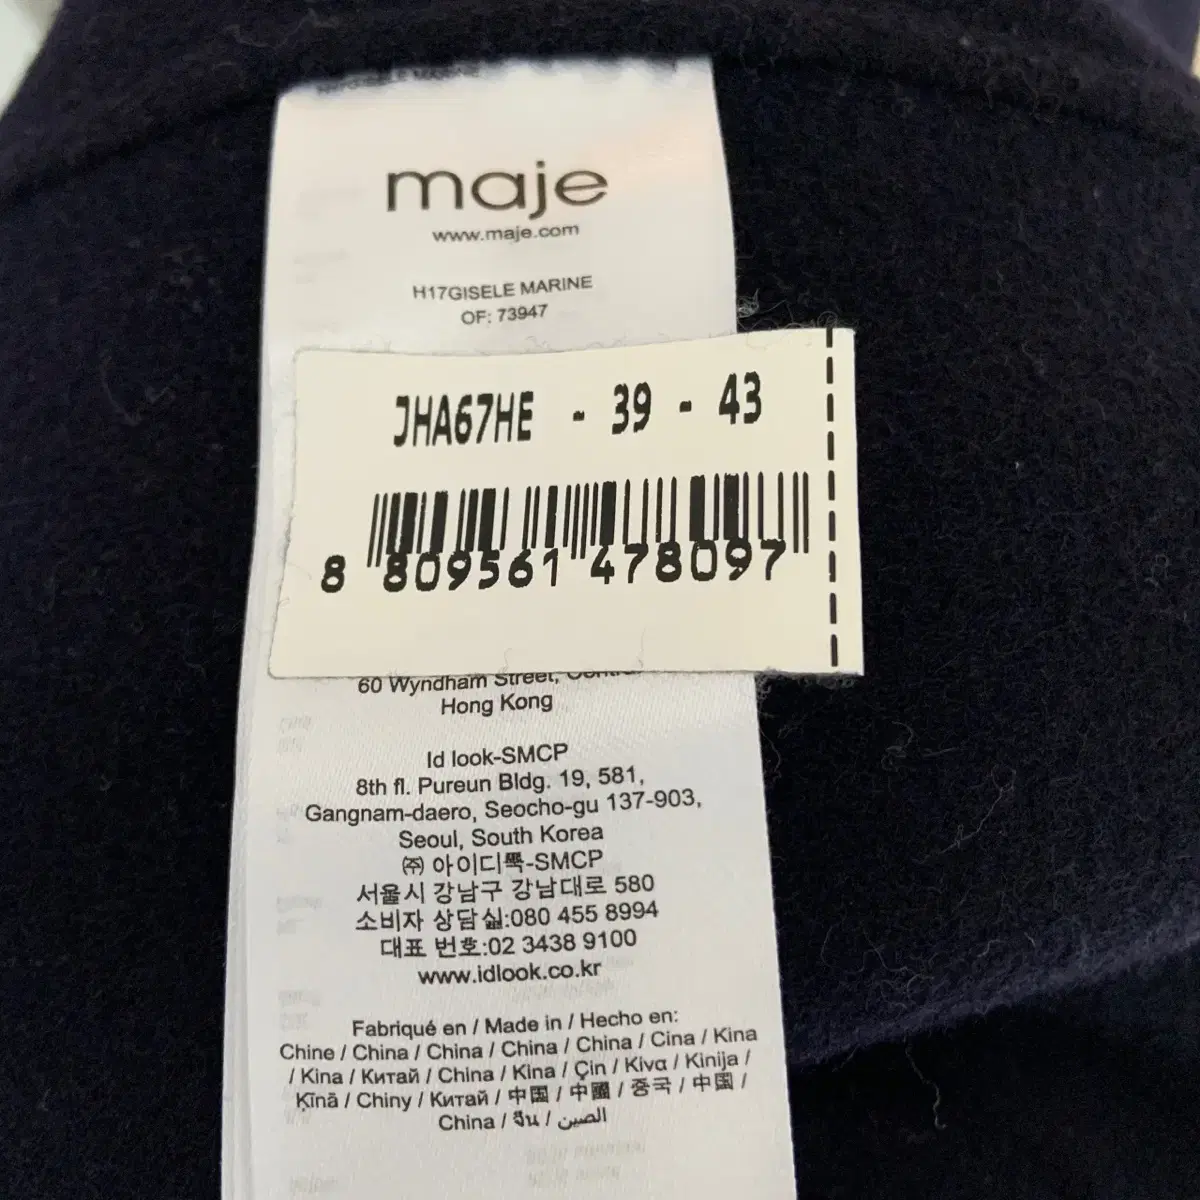 maje
www.maje.com
H17GISELE MARINE
OF: 73947
JHA67HE - 39 - 43
8 809561 478097
60 Wyndham Street,
Hong Kong
Id look-SMCP
8th fl. Pureun Bldg. 19, 581,
Gangnam-daero, Seocho-gu 137-903,
Seoul, South Korea
㈜ 아이디룩-SMCP
서울시 강남구 강남대로 580
소비자 상담실:080 455 8994
대표 번호:02 3438 9100
www.idlook.co.kr
Fabriqué en / Made in / Hecho en:
Chine / China / China / China / China / Cina / Kina
/ Kina / Китай / China / Kina / Çin / Κίνα / Kinija /
Ķīnā / Chiny / Китай / 中国 / 中國 / 중국 / 中国 /
China / จีน / الصين